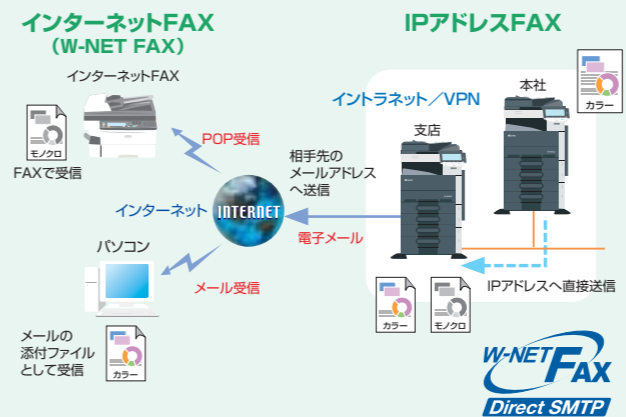 インターネットFAX
（W-NET FAX）
インターネットFAX
モノクロ
FAXで受信
POP受信
インターネット
INTERNET
パソコン
メール受信
メールの
添付ファイル
として受信
カラー
IPアドレスFAX
イントラネット／VPN
本社
カラー
支店
相手先の
メールアドレス
へ送信
電子メール
IPアドレスへ直接送信
カラー
モノクロ
W-NET
FAX
Direct SMTP